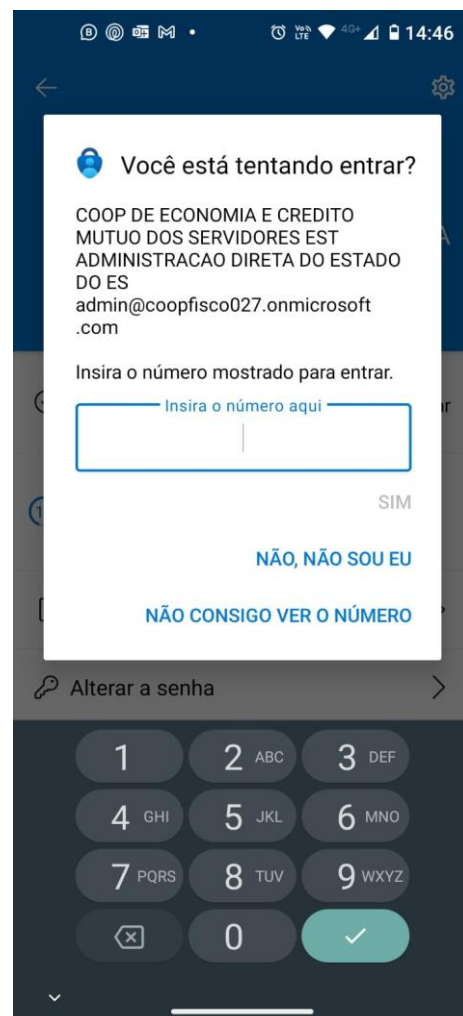 14:46
VoD
LTE
4G+
Você está tentando entrar?
COOP DE ECONOMIA E CREDITO
MUTUO DOS SERVIDORES EST
ADMINISTRACAO DIRETA DO ESTADO
DO ES
admin@coopfisco027.onmicrosoft
.com
Insira o número mostrado para entrar.
Insira o número aqui
SIM
NÃO, NÃO SOU EU
NÃO CONSIGO VER O NÚMERO
Alterar a senha
1
2 ABC
3 DEF
4 GHI
5 JKL
6 MNO
7 PQRS
8 TUV
9 WXYZ
0